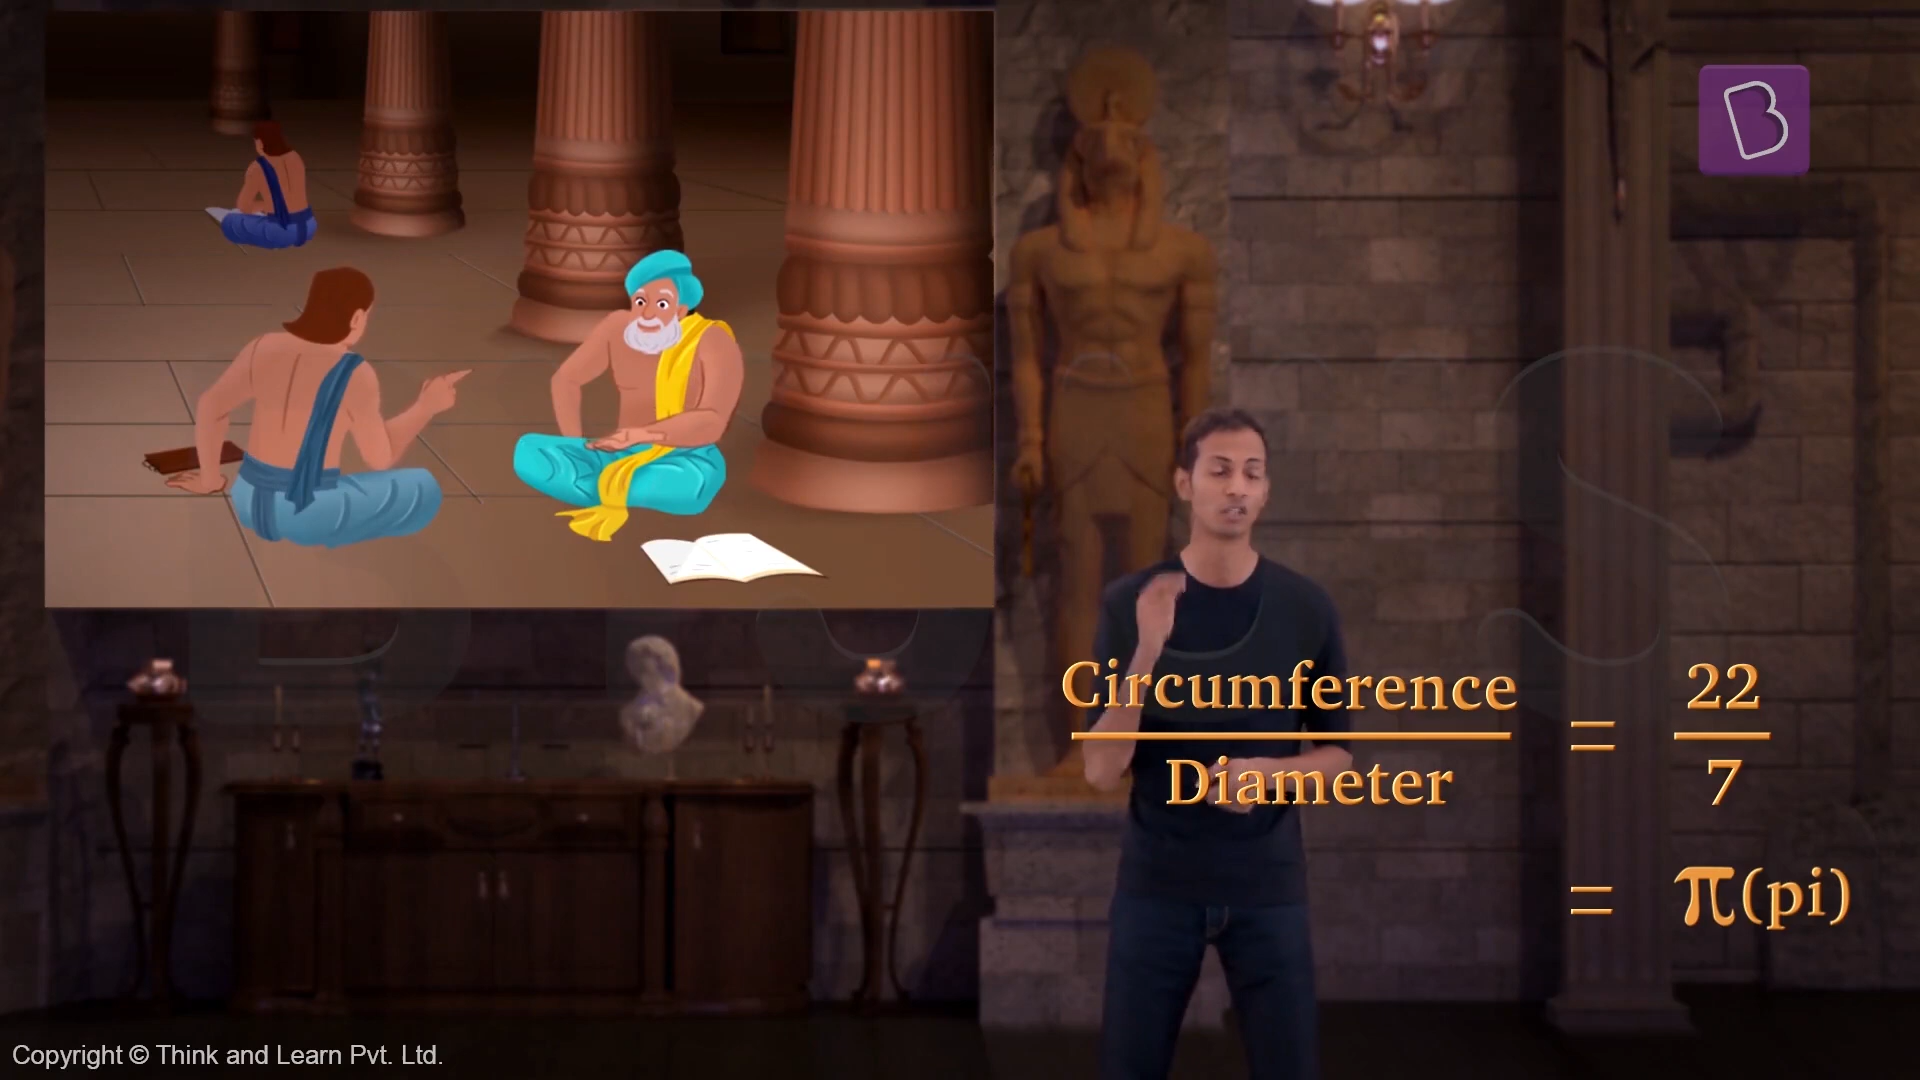 B
Circumference
Diameter
=
22
7
=
π(pi)
Copyright © Think and Learn Pvt. Ltd.